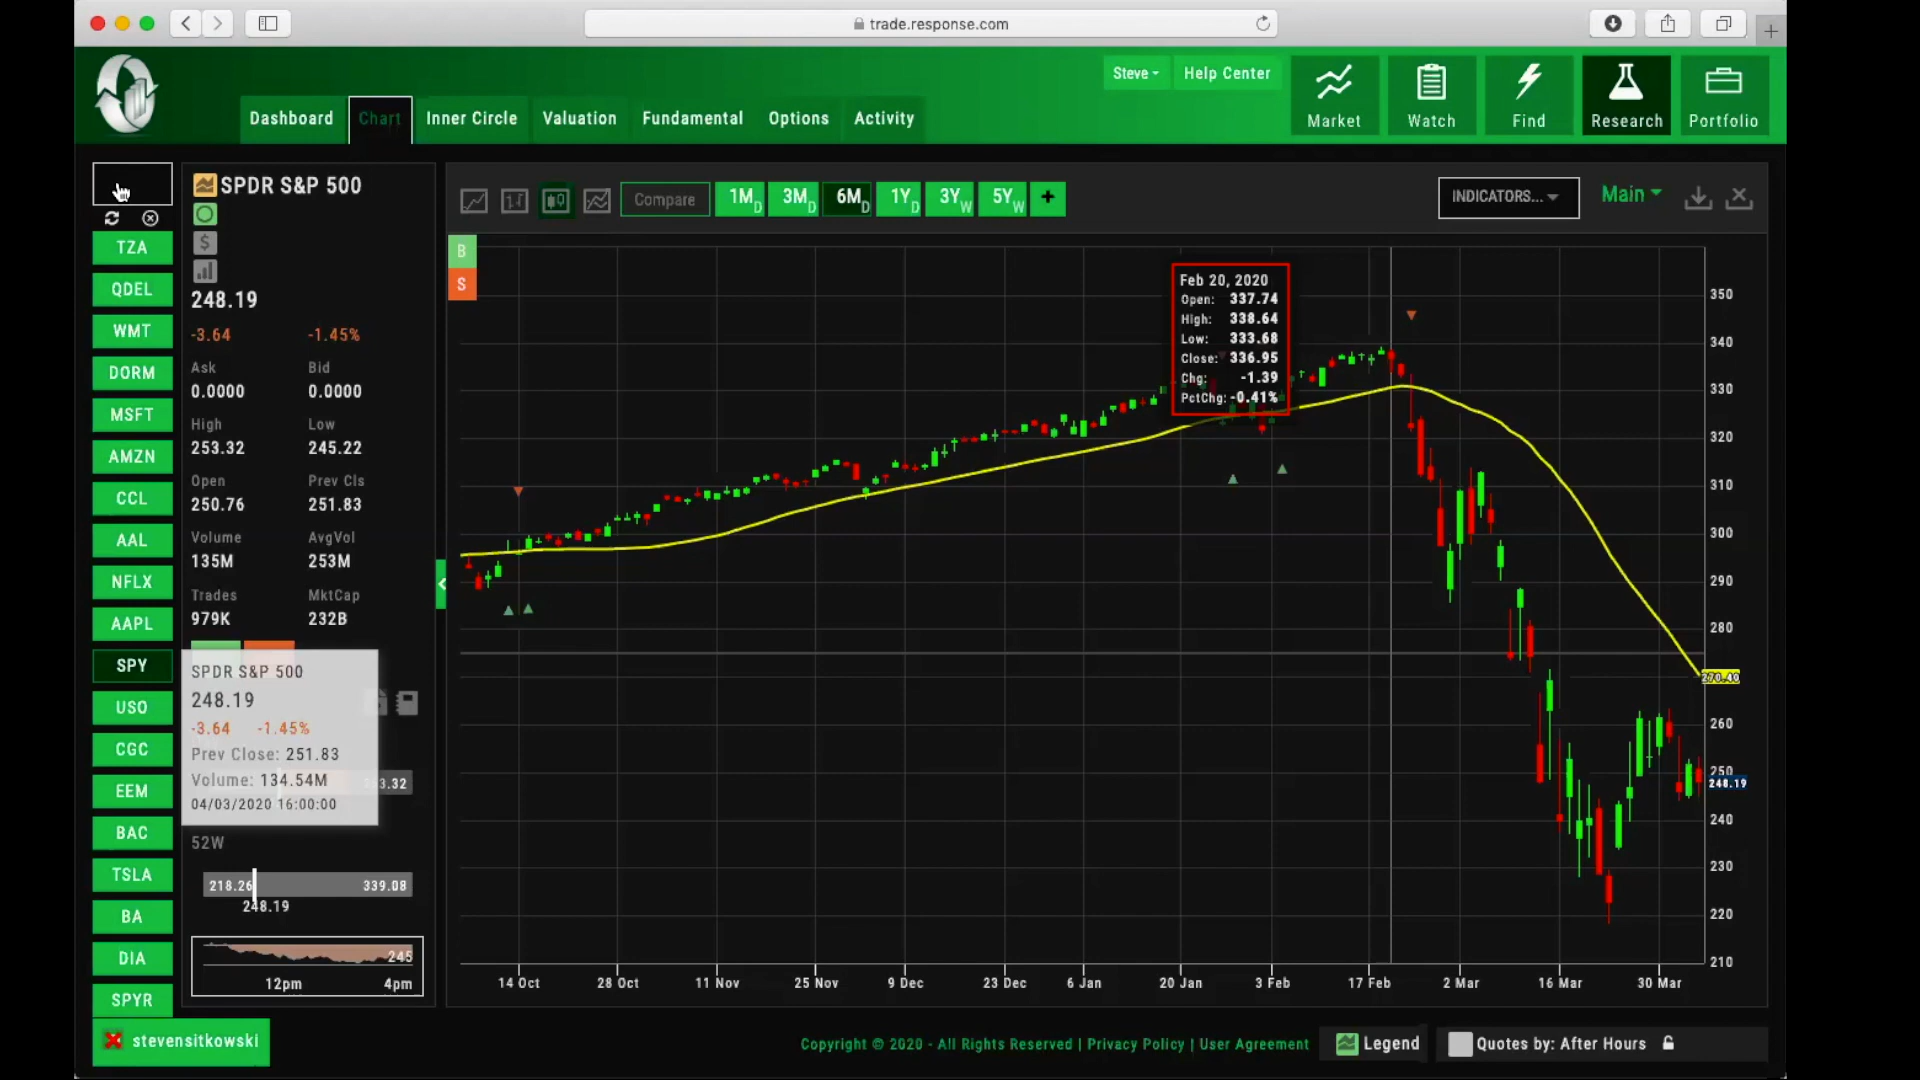 trade.response.com
Steve
Help Center
Dashboard
Chart
Inner Circle
Valuation
Fundamental
Options
Activity
Market
Watch
Find
Research
Portfolio
TZA
QDEL
WMT
DORM
MSFT
AMZN
CCL
AAL
NFLX
AAPL
SPY
USO
CGC
EEM
BAC
TSLA
BA
DIA
SPYR
stevensitkowski
SPDR S&P 500
$
248.19
-3.64 -1.45%
Ask Bid
0.0000 0.0000
High Low
253.32 245.22
Open Prev Cls
250.76 251.83
Volume AvgVol
135M 253M
Trades MktCap
979K 232B
SPDR S&P 500
248.19
-3.64 -1.45%
Prev Close: 251.83
Volume: 134.54M
04/03/2020 16:00:00
52W
218.26 339.08
248.19
245
12pm 4pm
Compare
1M D
3M D
6M D
1Y D
3Y W
5Y W
+
INDICATORS...
Main
B
S
Feb 20, 2020
Open: 337.74
High: 338.64
Low: 333.68
Close: 336.95
Chg: -1.39
PctChg: -0.41%
350
340
330
320
310
300
290
280
270.40
260
250
248.19
240
230
220
210
14 Oct 28 Oct 11 Nov 25 Nov 9 Dec 23 Dec 6 Jan 20 Jan 3 Feb 17 Feb 2 Mar 16 Mar 30 Mar
Copyright © 2020 - All Rights Reserved | Privacy Policy | User Agreement
Legend
Quotes by: After Hours